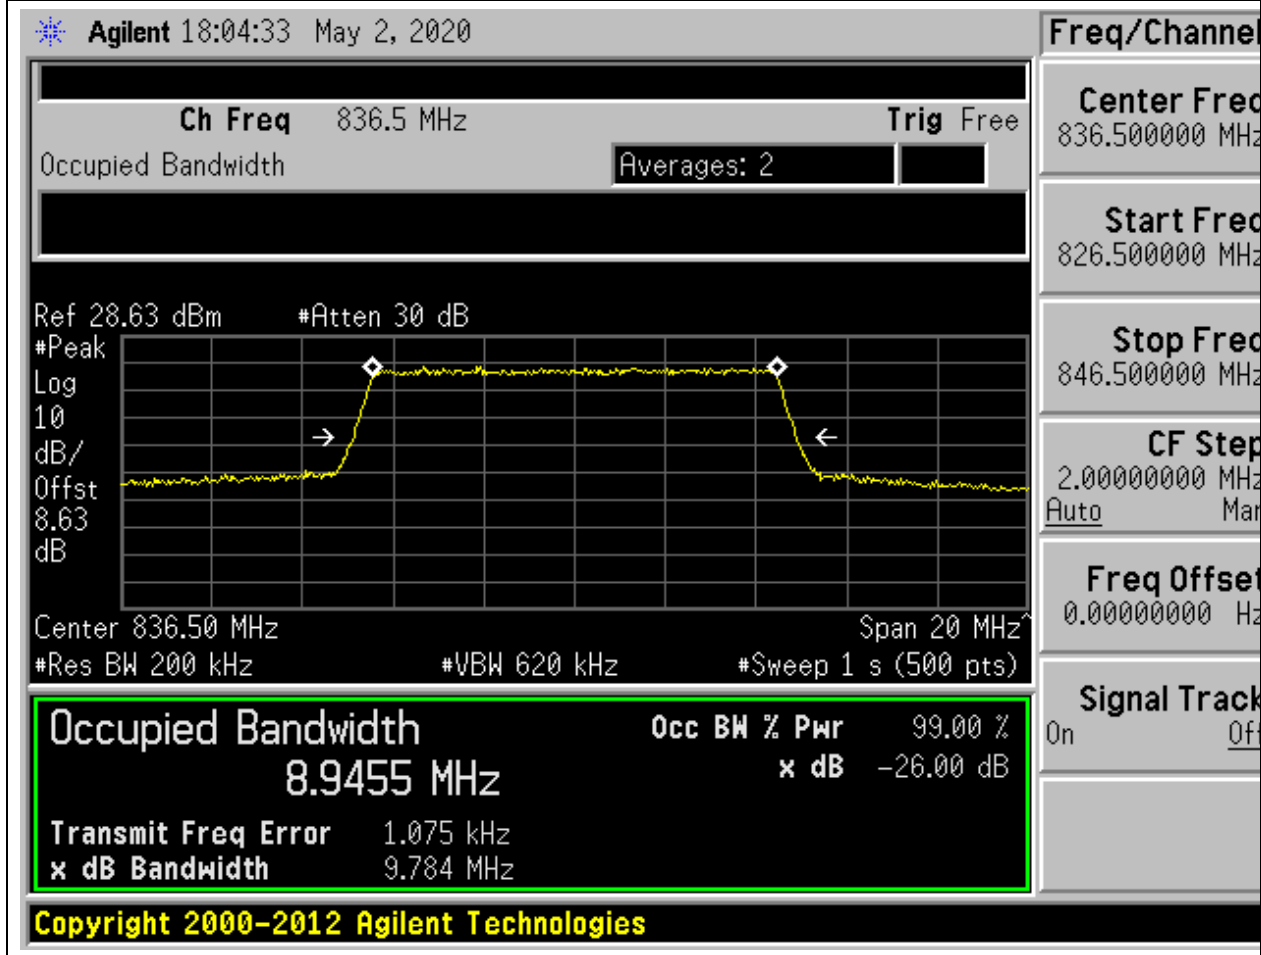 Agilent 18:04:33 May 2, 2020
Freq/Channel
Ch Freq 836.5 MHz Trig Free
Occupied Bandwidth Averages: 2
Center Freq
836.500000 MHz
Start Freq
826.500000 MHz
Stop Freq
846.500000 MHz
CF Step
2.00000000 MHz
Auto Man
Freq Offset
0.00000000 Hz
Signal Track
On Off
Ref 28.63 dBm #Atten 30 dB
#Peak
Log
10
dB/
Offst
8.63
dB
Center 836.50 MHz Span 20 MHz^
#Res BW 200 kHz #VBW 620 kHz #Sweep 1 s (500 pts)
Occupied Bandwidth
8.9455 MHz
Occ BW % Pwr 99.00 %
x dB -26.00 dB
Transmit Freq Error 1.075 kHz
x dB Bandwidth 9.784 MHz
Copyright 2000-2012 Agilent Technologies